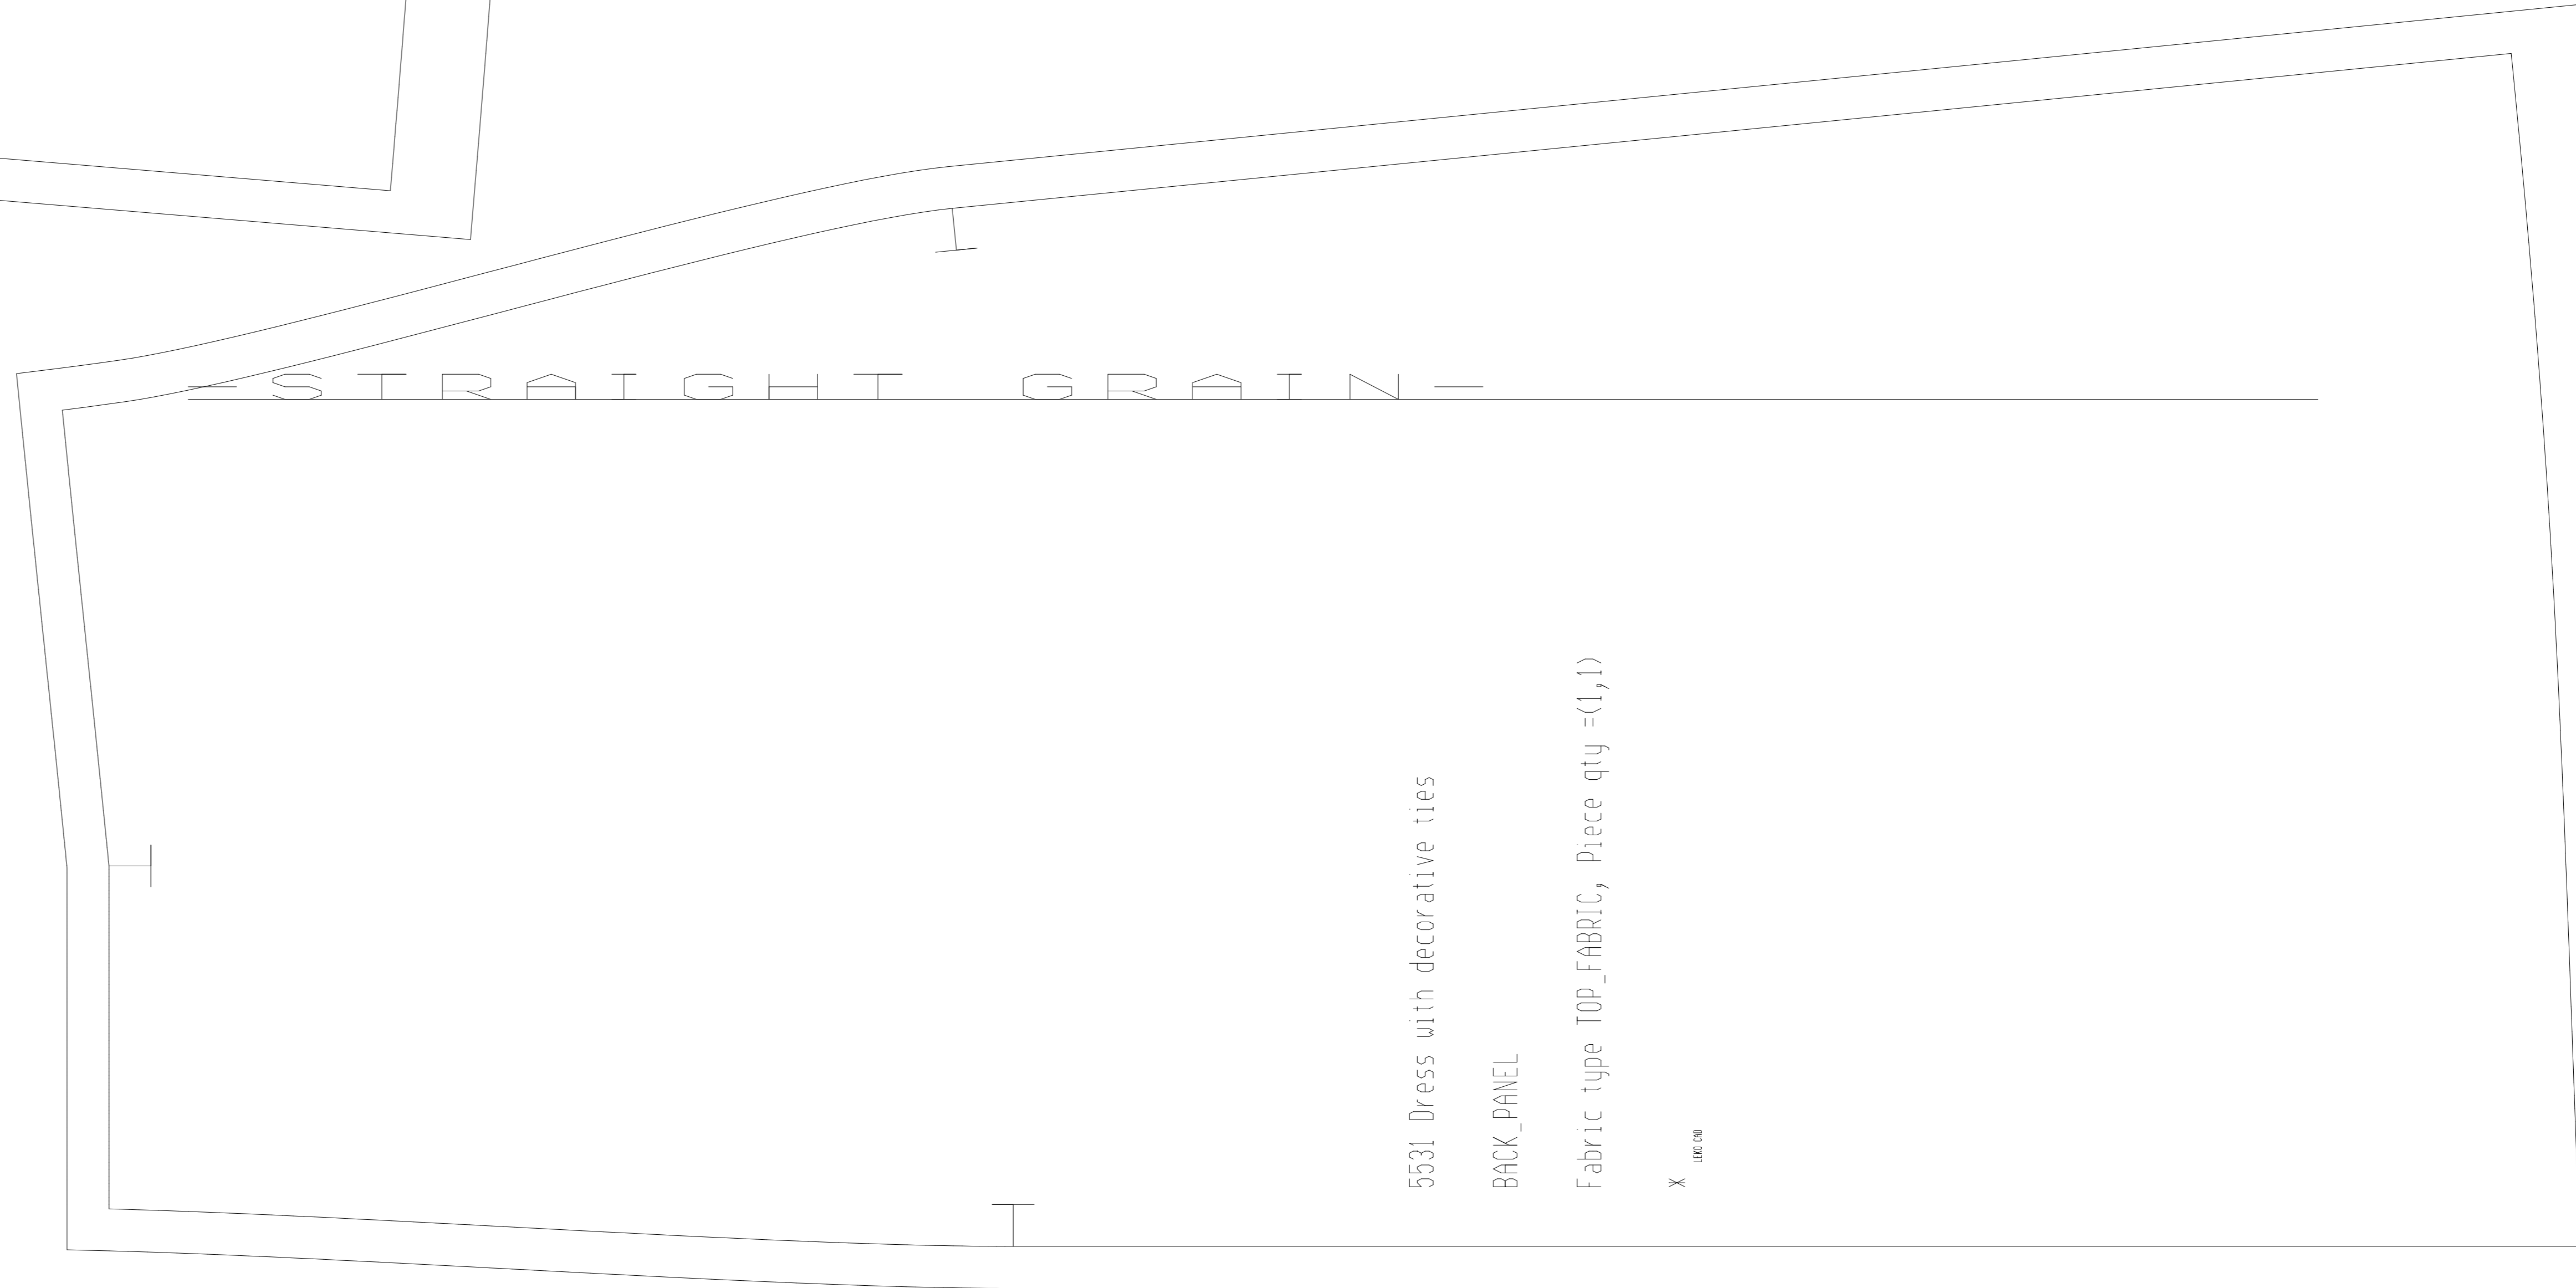 -STRAIGHT GRAIN-
5531 Dress with decorative ties
BACK_PANEL
Fabric type TOP_FABRIC, Piece qty =(1,1)
*
LEKO CAD